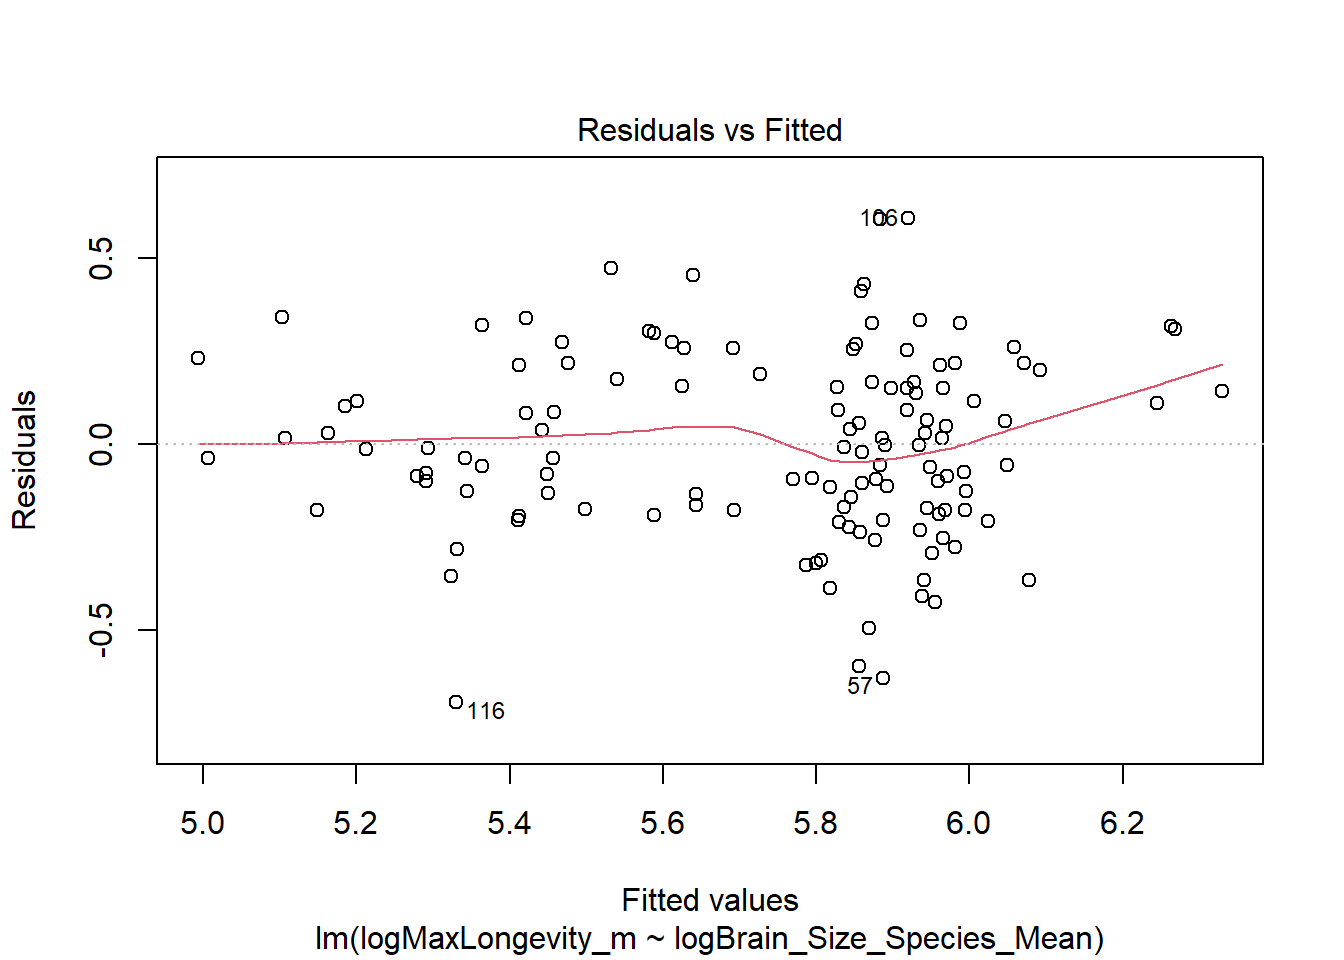 Residuals vs Fitted
Residuals
0.5
0.0
-0.5
106
57
116
5.0 5.2 5.4 5.6 5.8 6.0 6.2
Fitted values
lm(logMaxLongevity_m ~ logBrain_Size_Species_Mean)